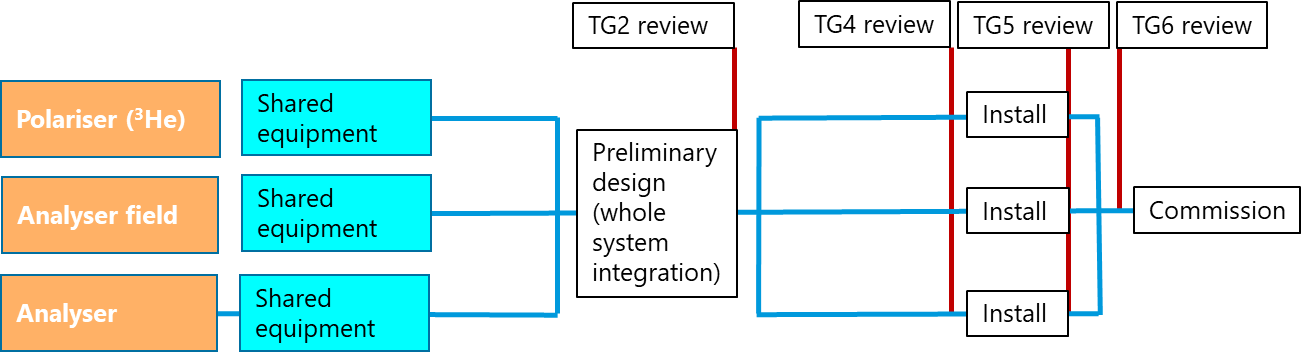 TG2 review
TG4 review
TG5 review
TG6 review
Polariser (³He)
Shared
equipment
Install
Preliminary
design
(whole
system
integration)
Analyser field
Shared
equipment
Install
Commission
Analyser
Shared
equipment
Install